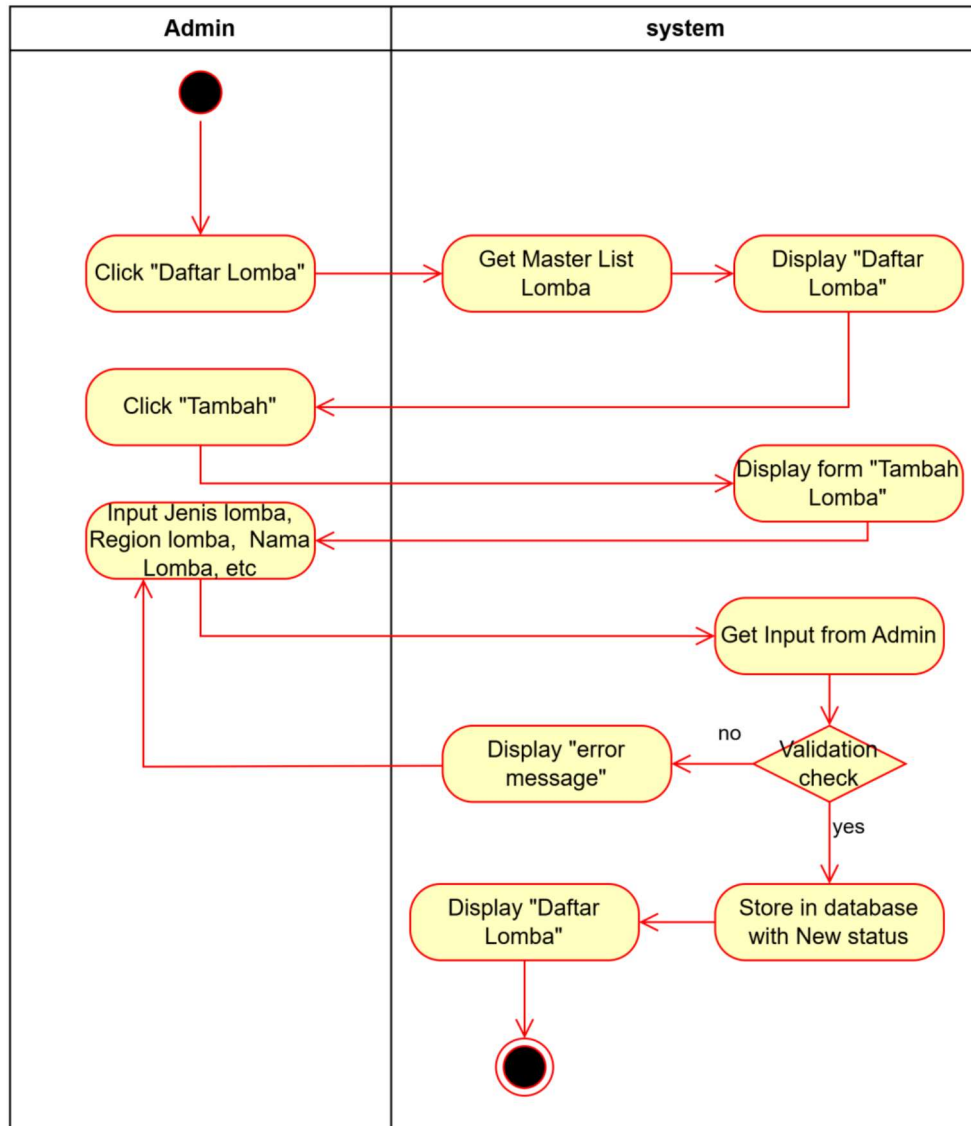 Admin
system
Click "Daftar Lomba"
Get Master List
Lomba
Display "Daftar
Lomba"
Click "Tambah"
Display form "Tambah
Lomba"
Input Jenis lomba,
Region lomba,  Nama
Lomba, etc
Get Input from Admin
Validation
check
no
Display "error
message"
yes
Store in database
with New status
Display "Daftar
Lomba"